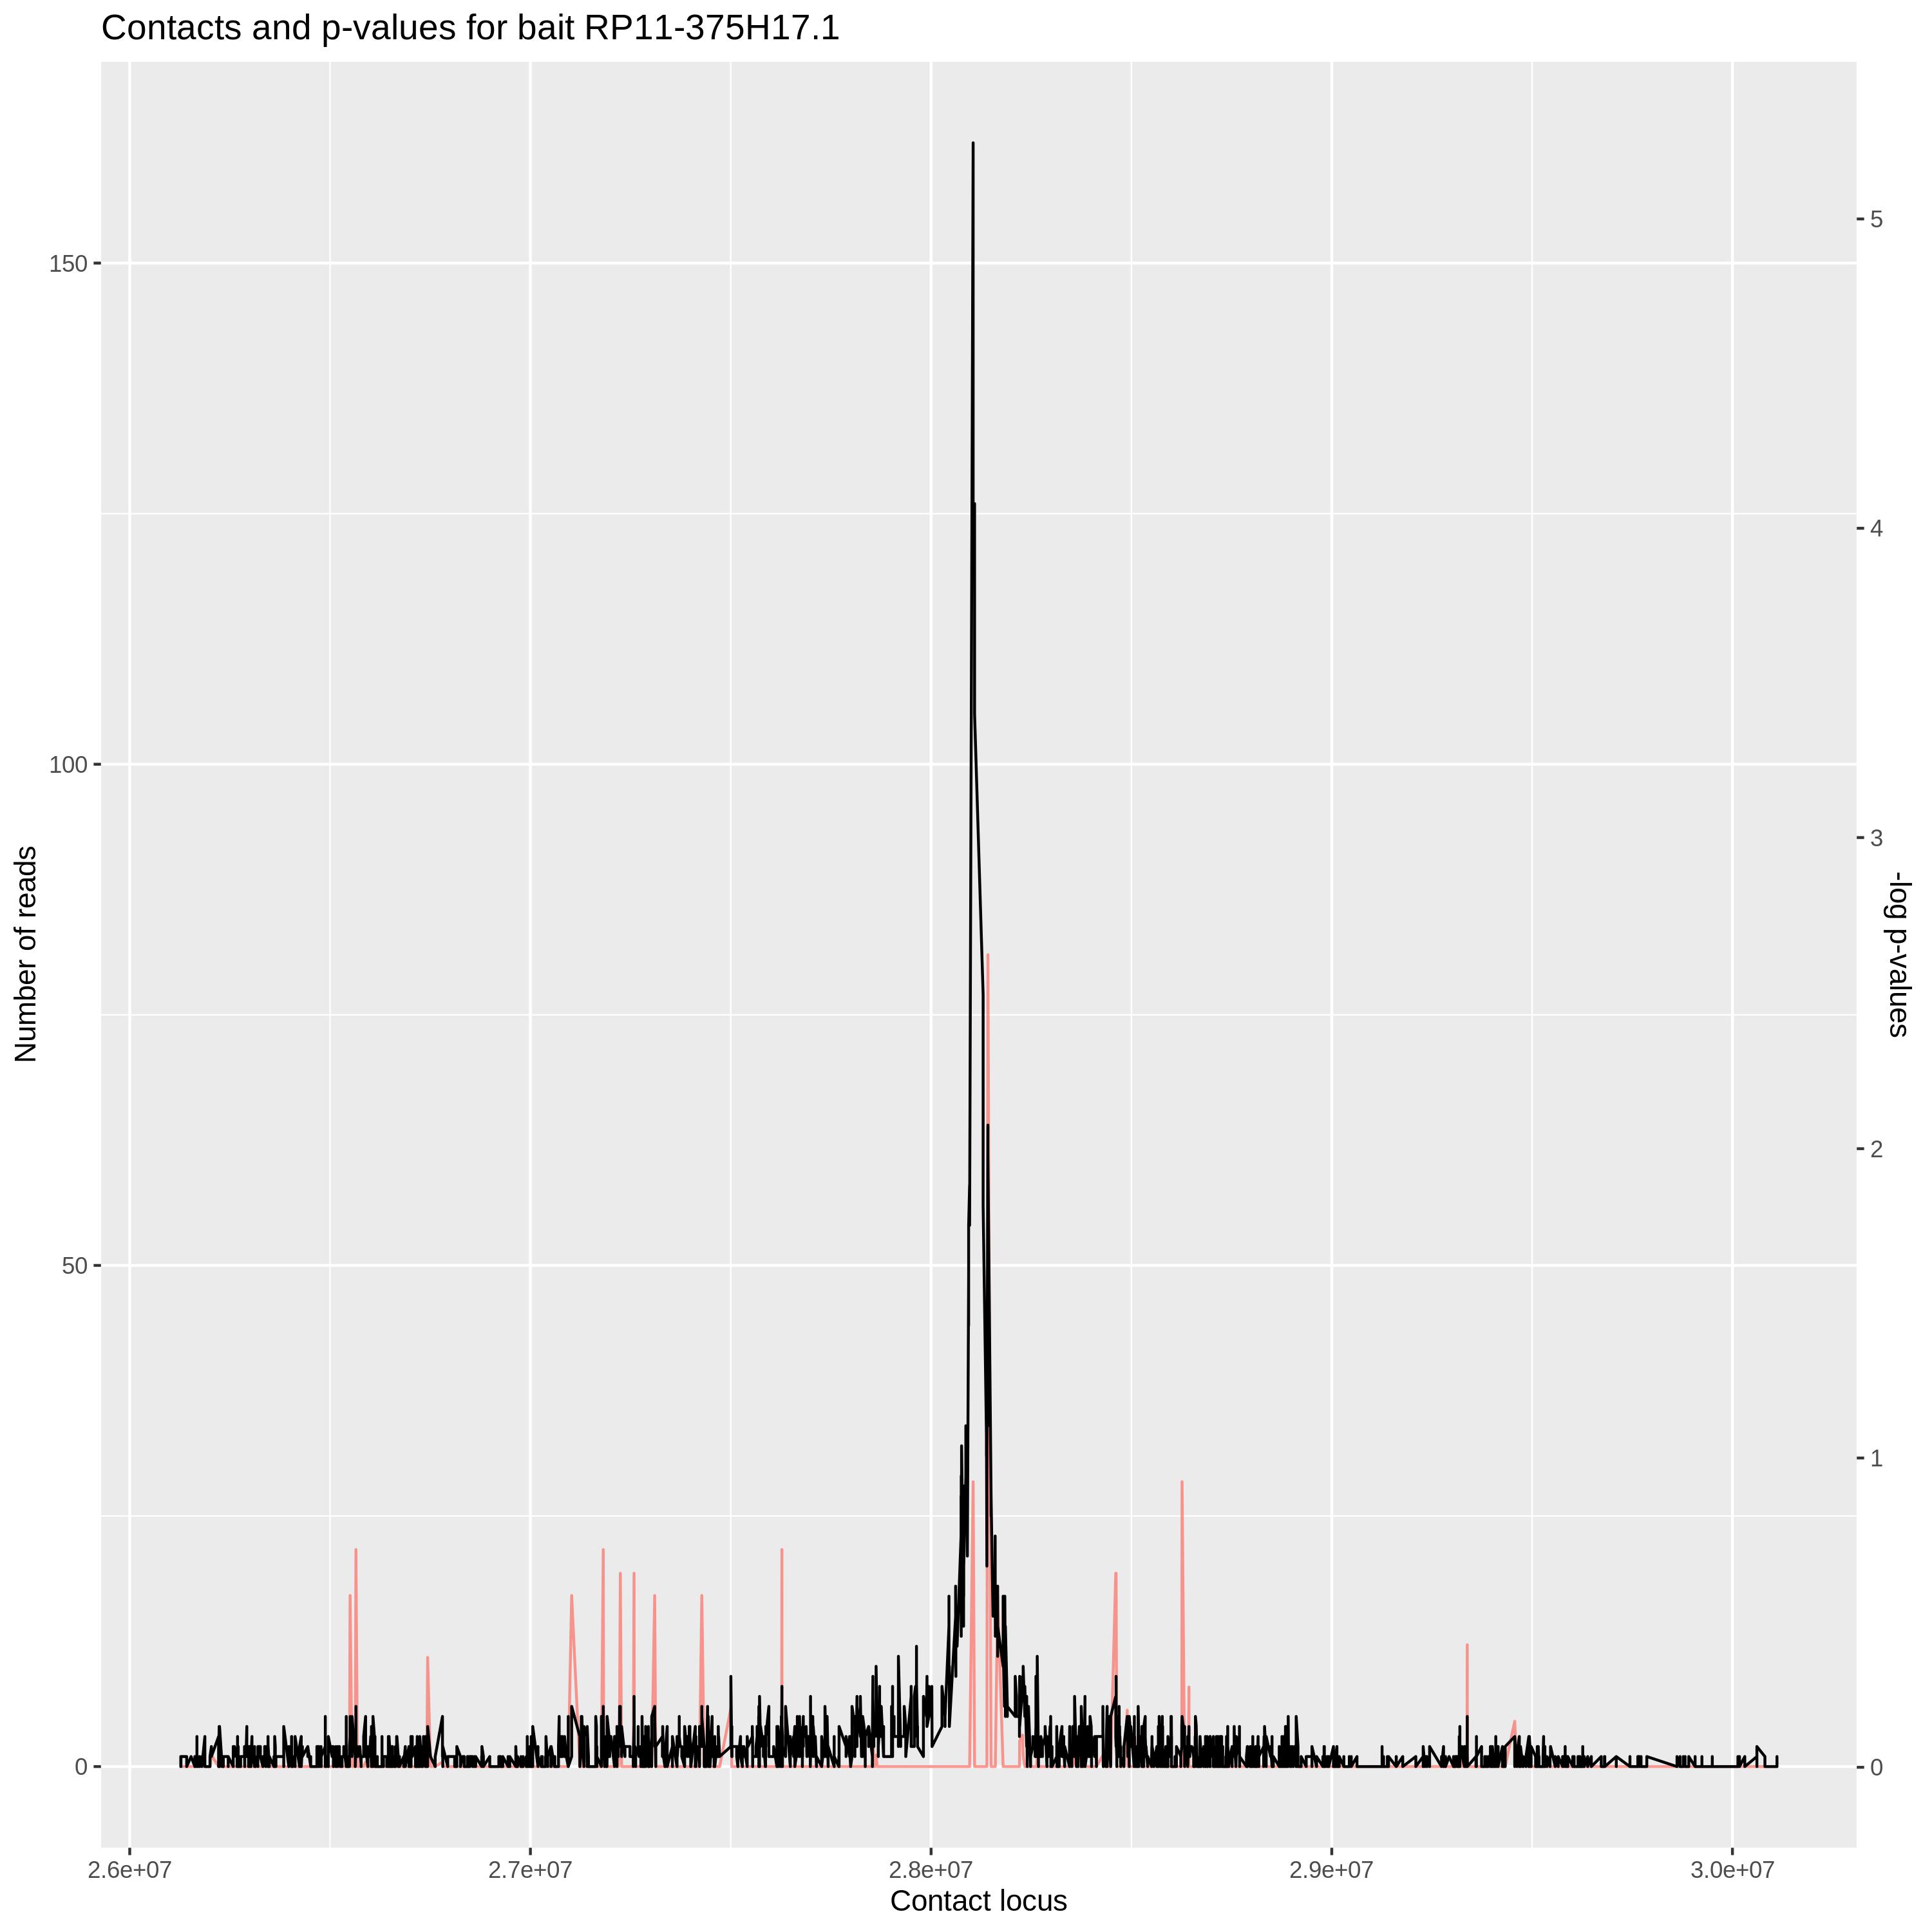 Contacts and p-values for bait RP11-375H17.1
Number of reads
150
100
50
0
5
4
3
2
1
0
-log p-values
2.6e+07
2.7e+07
2.8e+07
2.9e+07
3.0e+07
Contact locus